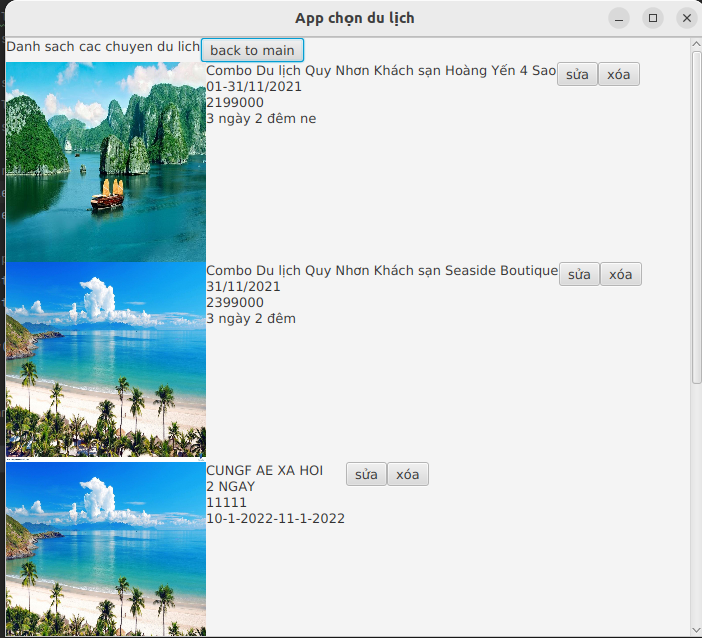 App chọn du lịch
Danh sach cac chuyen du lich back to main
Combo Du lịch Quy Nhơn Khách sạn Hoàng Yến 4 Sao sửa xóa
01-31/11/2021
2199000
3 ngày 2 đêm ne
Combo Du lịch Quy Nhơn Khách sạn Seaside Boutique sửa xóa
31/11/2021
2399000
3 ngày 2 đêm
CUNGF AE XA HOI sửa xóa
2 NGAY
11111
10-1-2022-11-1-2022